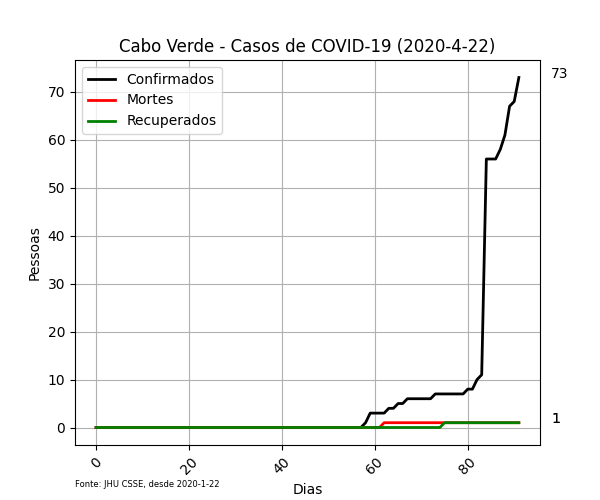 Cabo Verde - Casos de COVID-19 (2020-4-22)
Confirmados
Mortes
Recuperados
73
70
60
50
40
30
20
10
0
1
Pessoas
0
20
40
60
80
Dias
Fonte: JHU CSSE, desde 2020-1-22